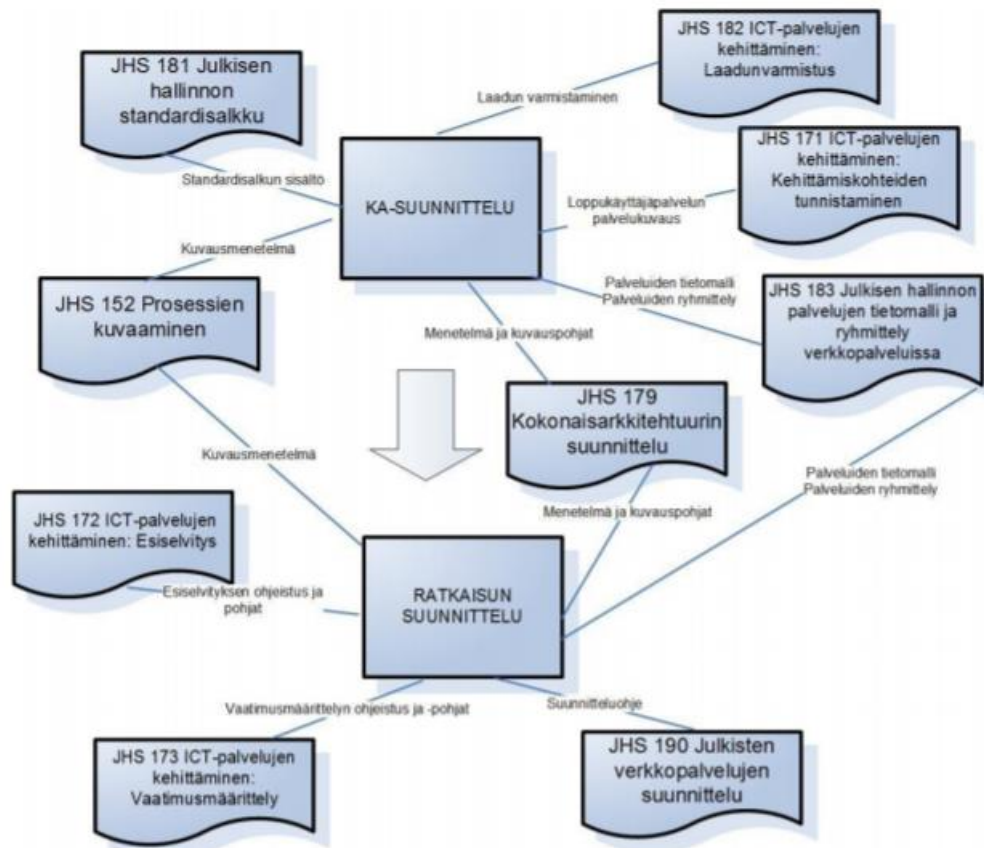 JHS 182 ICT-palvelujen
kehittäminen:
Laadunvarmistus
JHS 181 Julkisen
hallinnon
standardisalkku
Laadun varmistaminen
JHS 171 ICT-palvelujen
kehittäminen:
Kehittämiskohteiden
tunnistaminen
Standardisalkun sisältö
KA-SUUNNITTELU
Loppukäyttäjäpalvelun
palvelukuvaus
Kuvausmenetelmä
Palveluiden tietomalli
Palveluiden ryhmittely
JHS 183 Julkisen hallinnon
palvelujen tietomalli ja
ryhmittely
verkkopalveluissa
JHS 152 Prosessien
kuvaaminen
Menetelmä ja kuvauspohjat
JHS 179
Kokonaisarkkitehtuurin
suunnittelu
Kuvausmenetelmä
Palveluiden tietomalli
Palveluiden ryhmittely
JHS 172 ICT-palvelujen
kehittäminen: Esiselvitys
Menetelmä ja kuvauspohjat
Esiselvityksen ohjeistus ja
pohjat
RATKAISUN
SUUNNITTELU
Vaatimusmäärittelyn ohjeistus ja -pohjat
Suunnitteluohje
JHS 173 ICT-palvelujen
kehittäminen:
Vaatimusmäärittely
JHS 190 Julkisten
verkkopalvelujen
suunnittelu